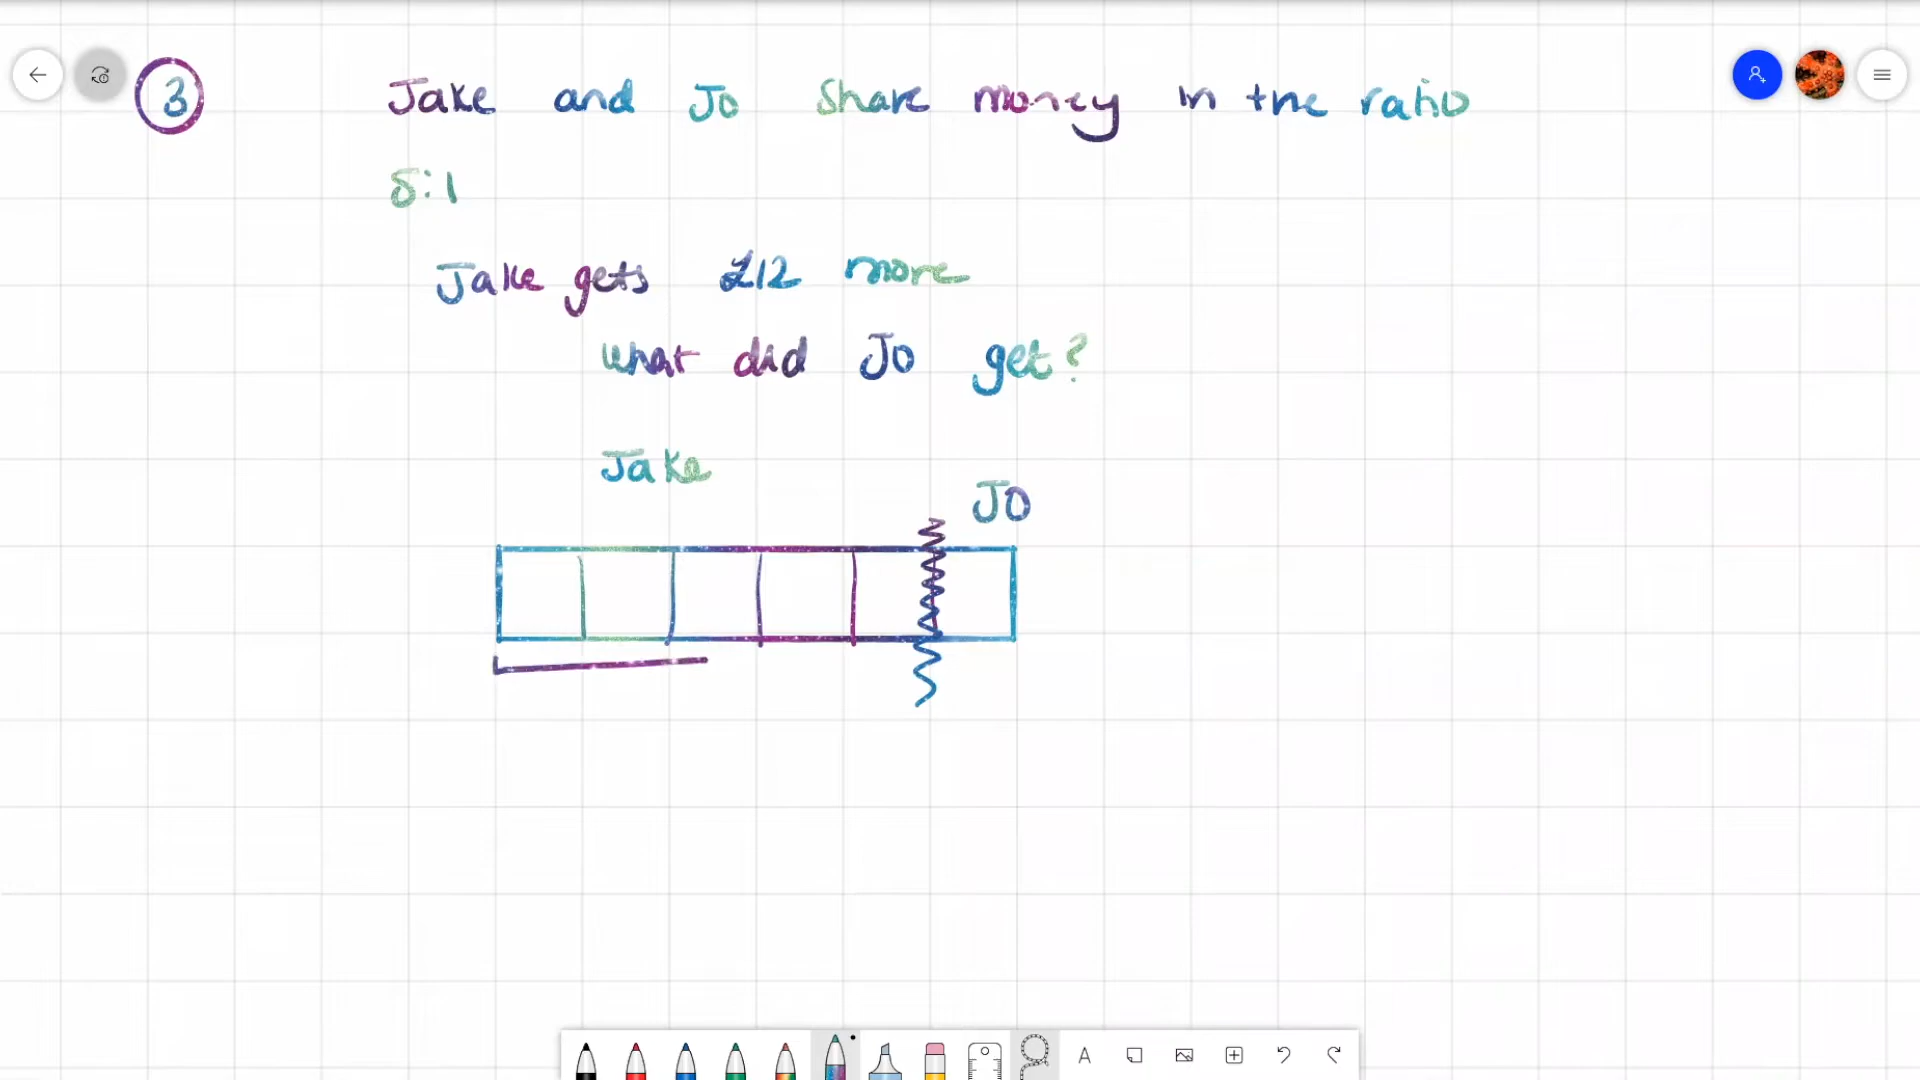 3
Jake and Jo share money in the ratio
5:1
Jake gets £12 more
what did Jo get?
Jake
Jo
A